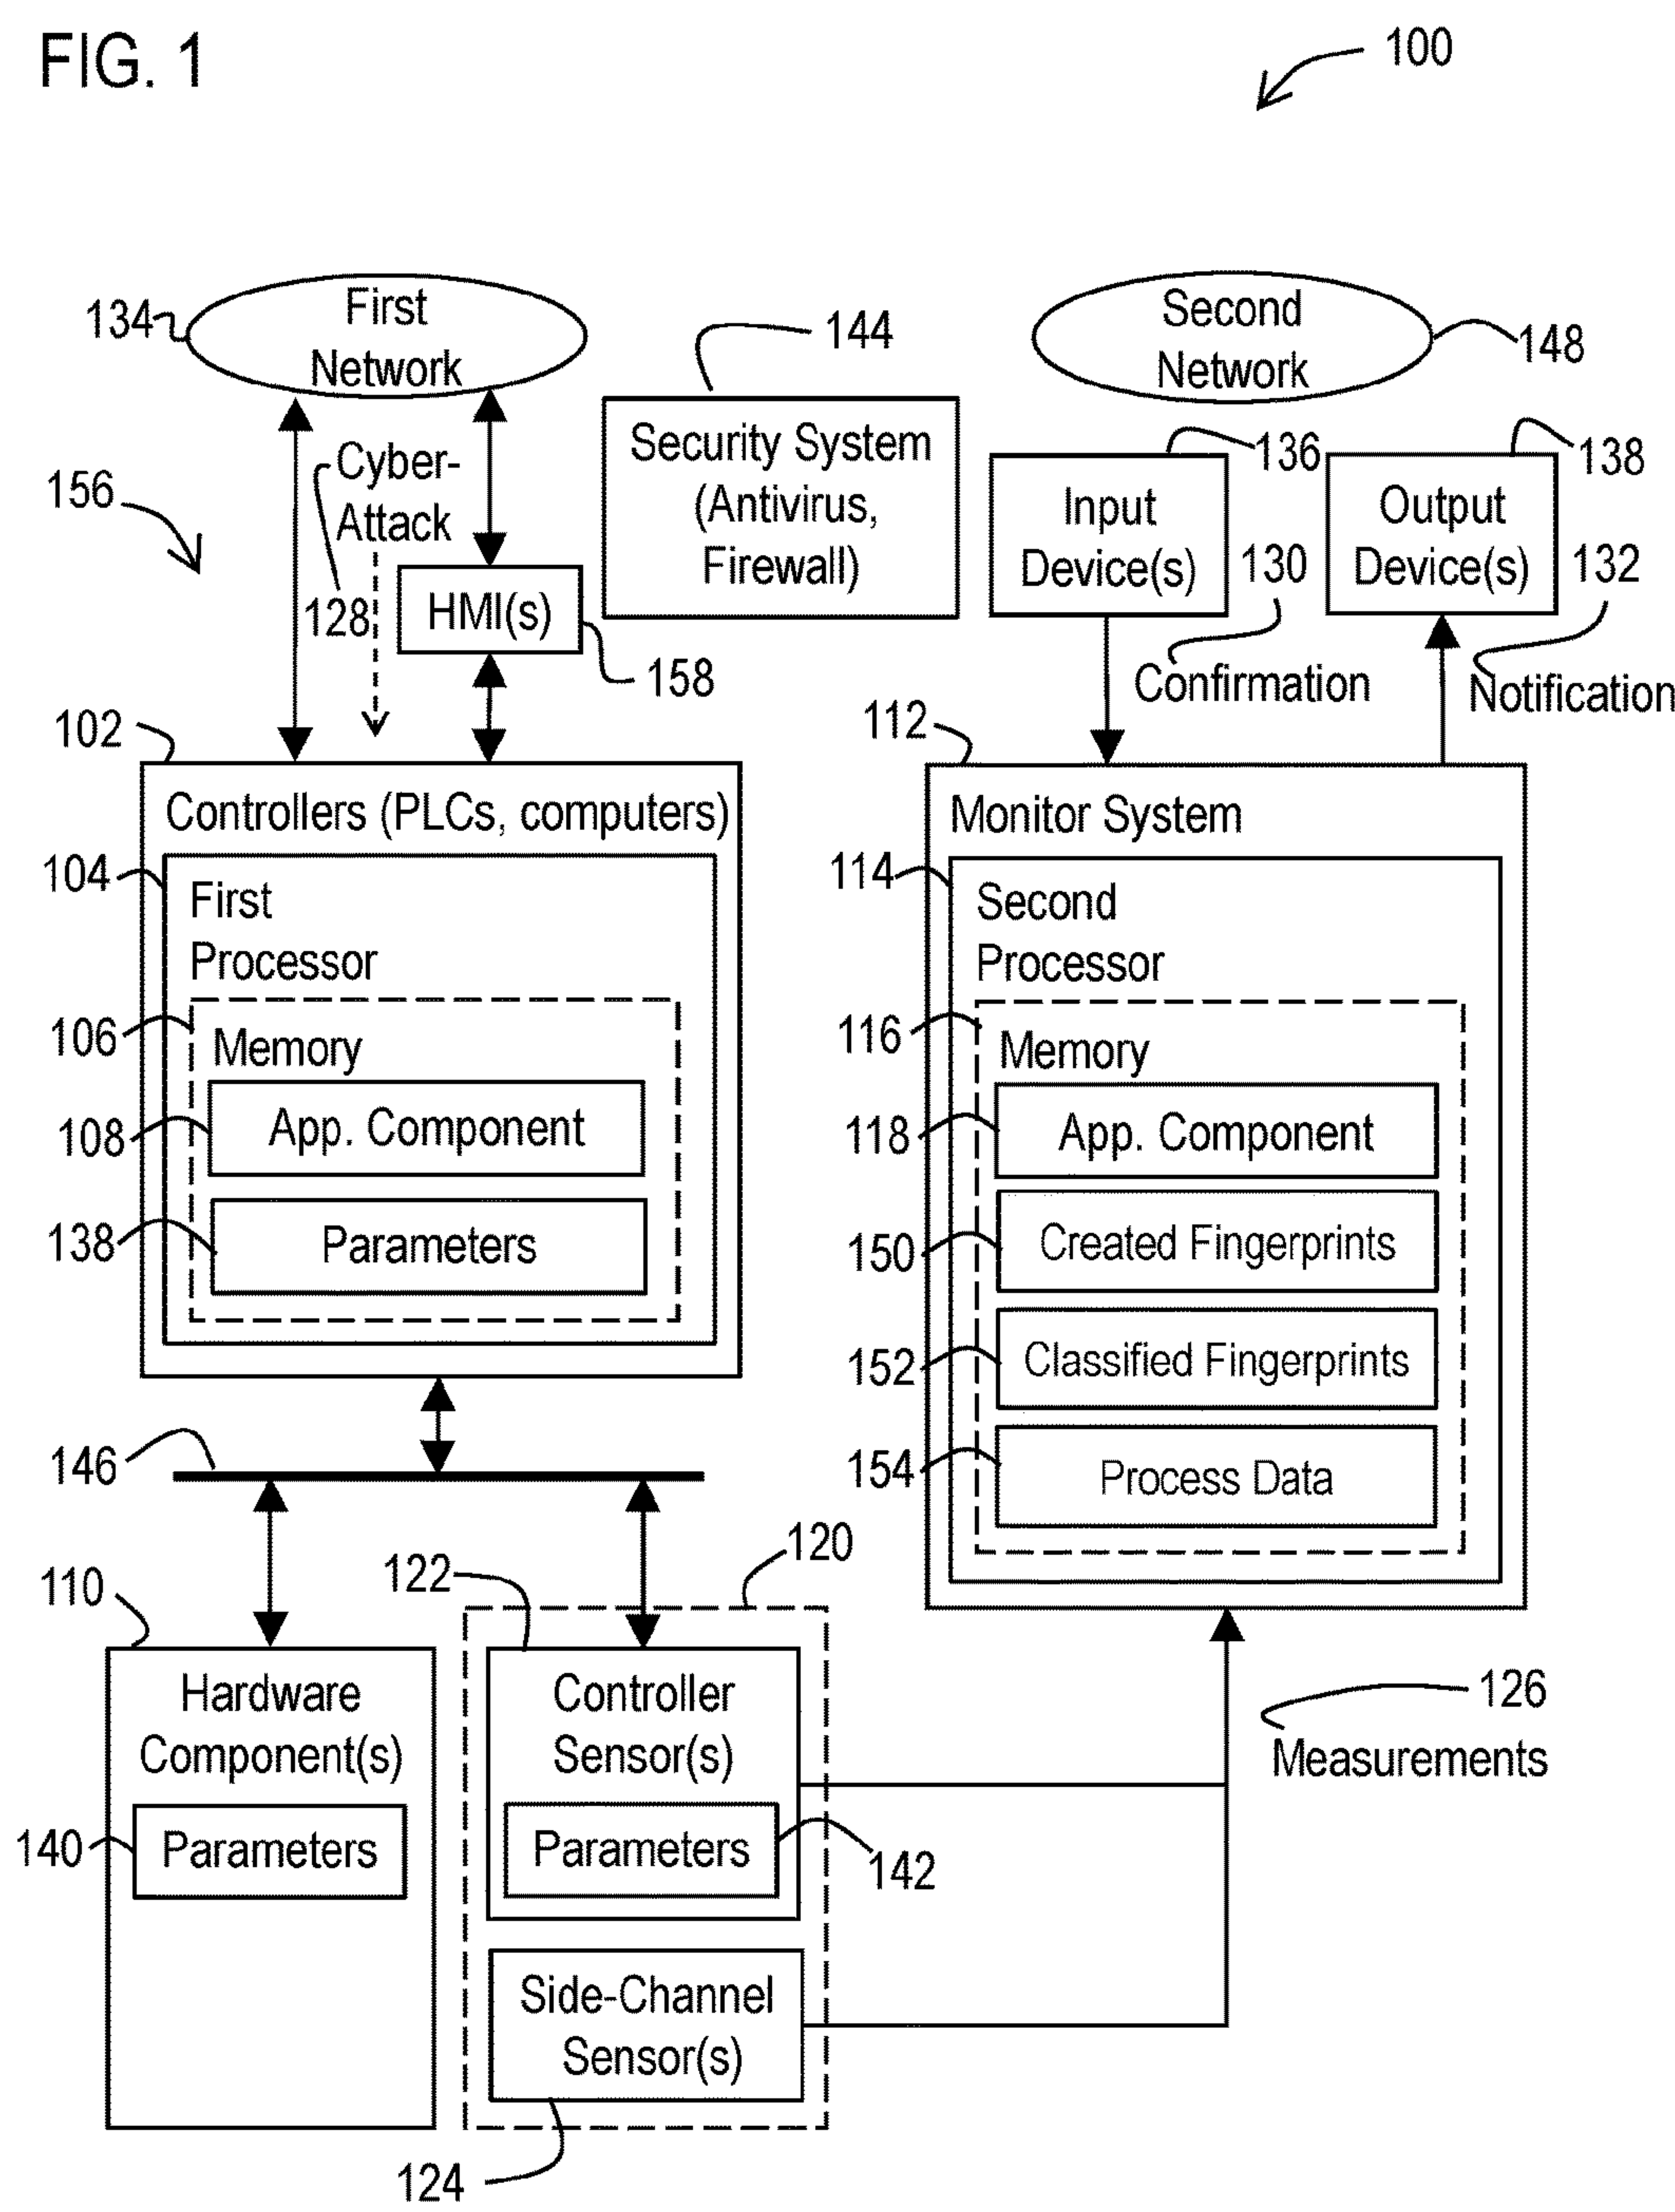 FIG. 1
100
134
First
Network
144
Second
Network
148
156
Cyber-
Attack
128
HMI(s)
158
Security System
(Antivirus,
Firewall)
136
Input
Device(s)
138
Output
Device(s)
130
Confirmation
132
Notification
102
Controllers (PLCs, computers)
104
First
Processor
106
Memory
108
App. Component
138
Parameters
112
Monitor System
114
Second
Processor
116
Memory
118
App. Component
150
Created Fingerprints
152
Classified Fingerprints
154
Process Data
146
110
Hardware
Component(s)
140
Parameters
120
122
Controller
Sensor(s)
Parameters
142
Side-Channel
Sensor(s)
124
126
Measurements